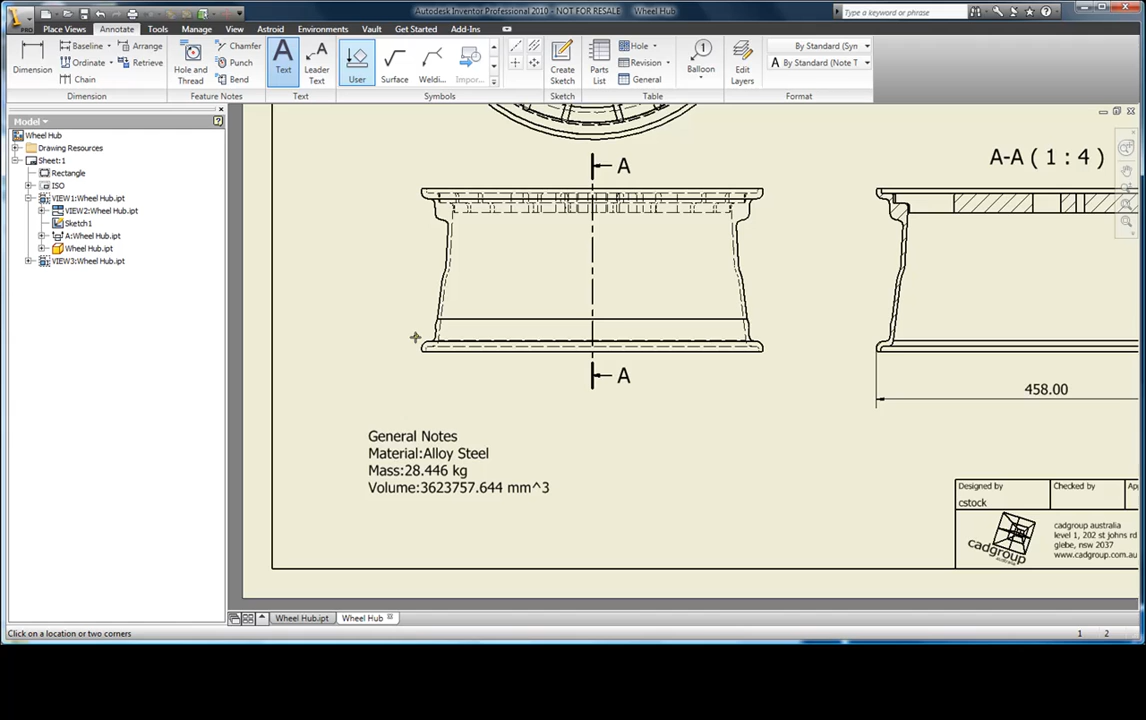 Autodesk Inventor Professional 2010 - NOT FOR RESALE Wheel Hub
Type a keyword or phrase
PRO
Place Views Annotate Tools Manage View Astroid Environments Vault Get Started Add-Ins
Dimension
Baseline
Ordinate
Chain
Arrange
Retrieve
Dimension
Hole and Thread
Chamfer
Punch
Bend
Feature Notes
Text
Leader Text
Text
User
Surface
Weldi...
Impor...
Symbols
Create Sketch
Sketch
Parts List
Hole
Revision
General
Table
Balloon
1
Edit Layers
By Standard (Syn
By Standard (Note T
Format
Model
Wheel Hub
Drawing Resources
Sheet:1
Rectangle
ISO
VIEW1:Wheel Hub.ipt
VIEW2:Wheel Hub.ipt
Sketch1
A:Wheel Hub.ipt
Wheel Hub.ipt
VIEW3:Wheel Hub.ipt
A
A-A ( 1 : 4 )
A
458.00
General Notes
Material:Alloy Steel
Mass:28.446 kg
Volume:3623757.644 mm^3
Designed by
Checked by
cstock
cadgroup
australia
cadgroup australia
level 1, 202 st johns rd
glebe, nsw 2037
www.cadgroup.com.au
Wheel Hub.ipt
Wheel Hub
Click on a location or two corners
1 2